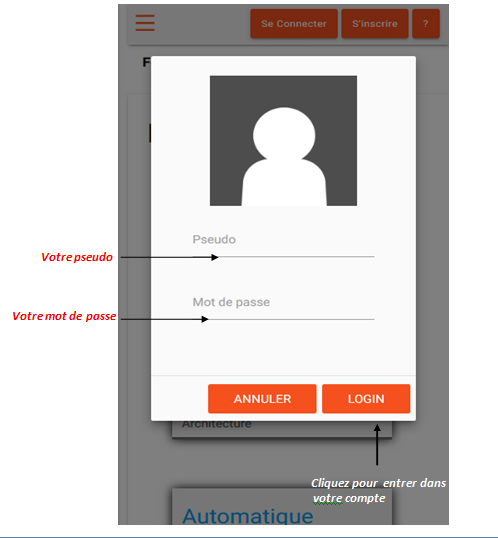 Se Connecter S'inscrire ?
F
Pseudo
Votre pseudo
Mot de passe
Votre mot de passe
ANNULER LOGIN
Architecture
Cliquez pour entrer dans
votre compte
Automatique